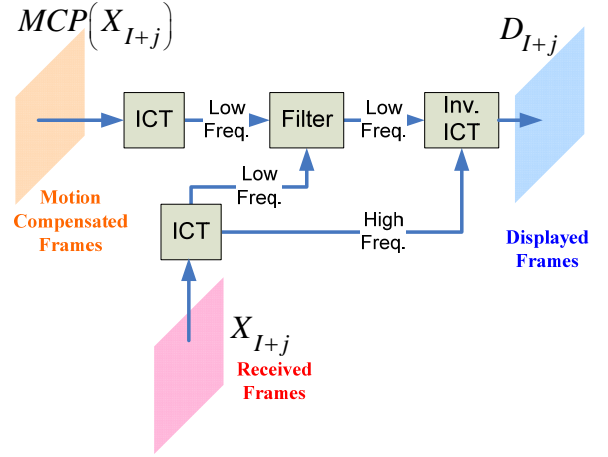 MCP(X_{I+j})
D_{I+j}
ICT
Low
Freq.
Filter
Low
Freq.
Inv.
ICT
Low
Freq.
Motion
Compensated
Frames
ICT
High
Freq.
Displayed
Frames
X_{I+j}
Received
Frames